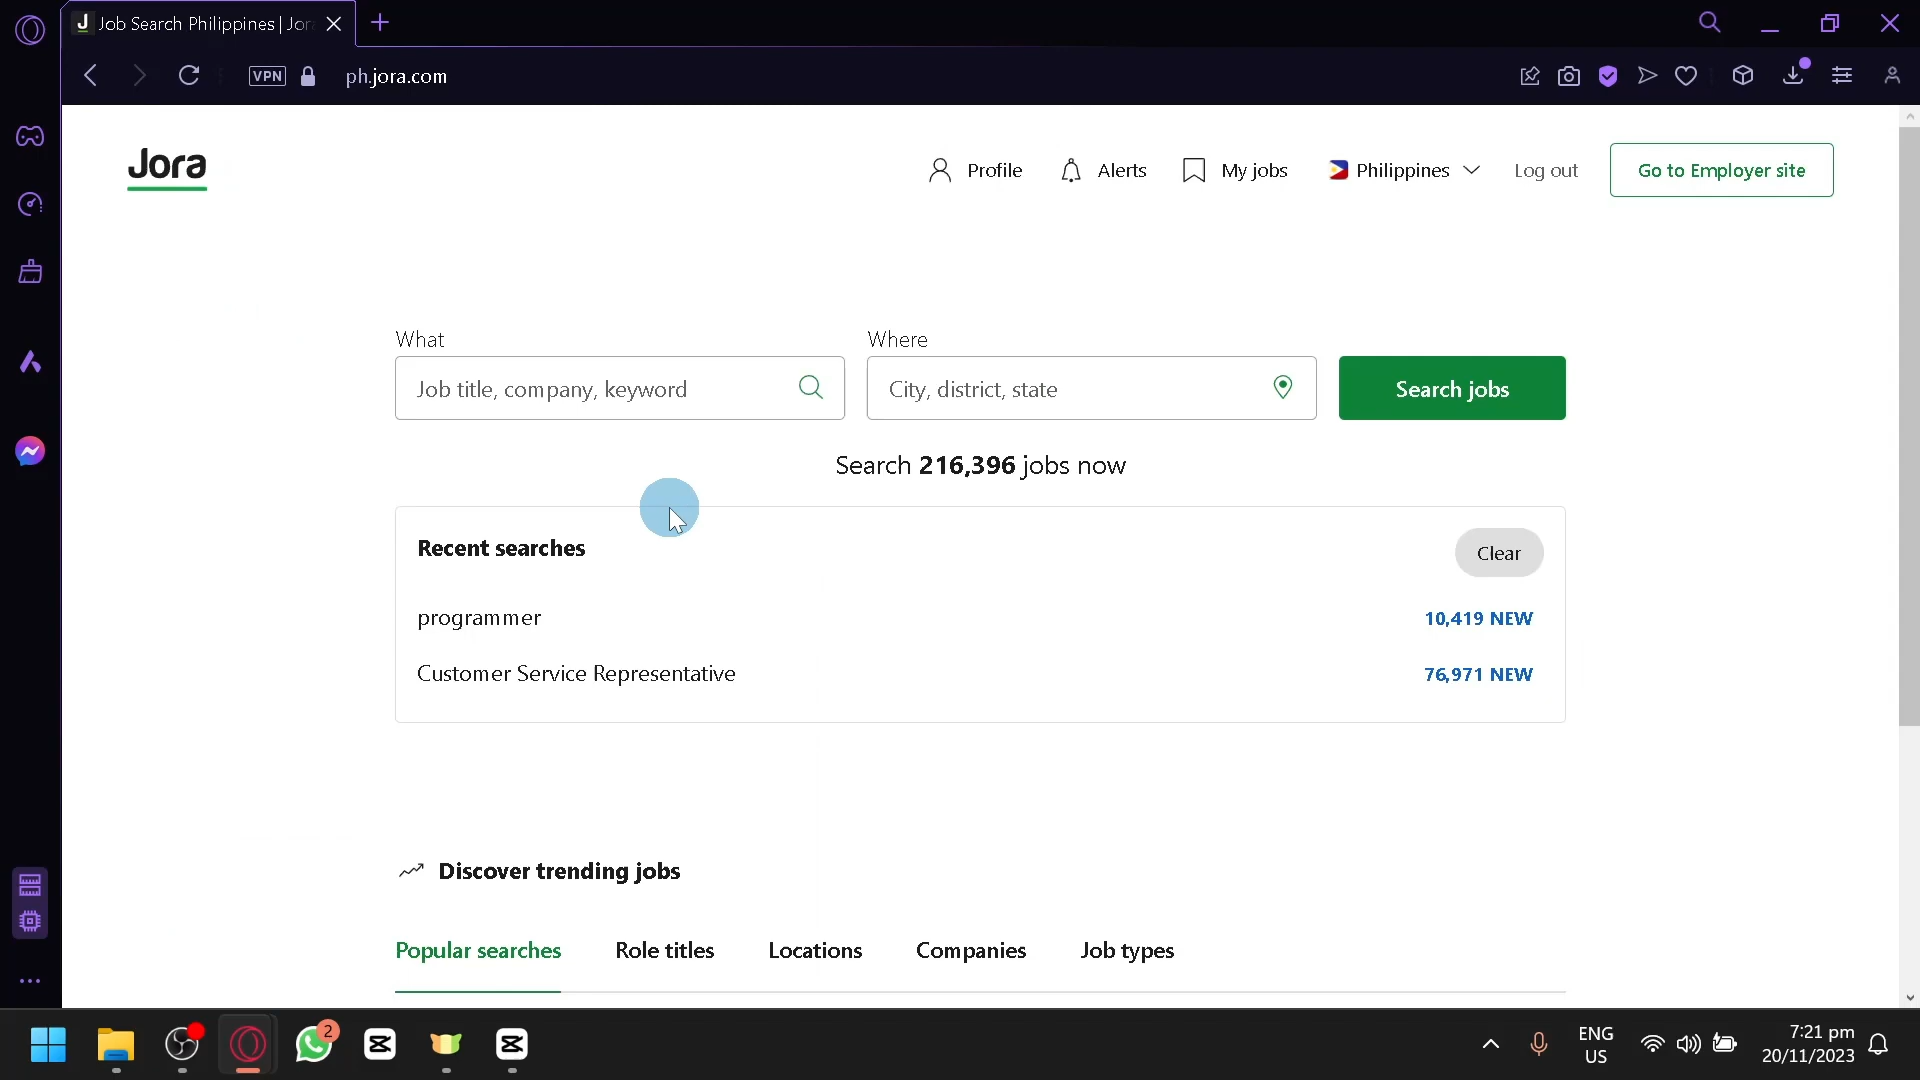 Job Search Philippines | Jor
VPN
ph.jora.com
Jora
Profile
Alerts
My jobs
Philippines
Log out
Go to Employer site
What
Where
Job title, company, keyword
City, district, state
Search jobs
Search 216,396 jobs now
Recent searches
Clear
programmer
10,419 NEW
Customer Service Representative
76,971 NEW
Discover trending jobs
Popular searches
Role titles
Locations
Companies
Job types
2
ENG
US
7:21 pm
20/11/2023